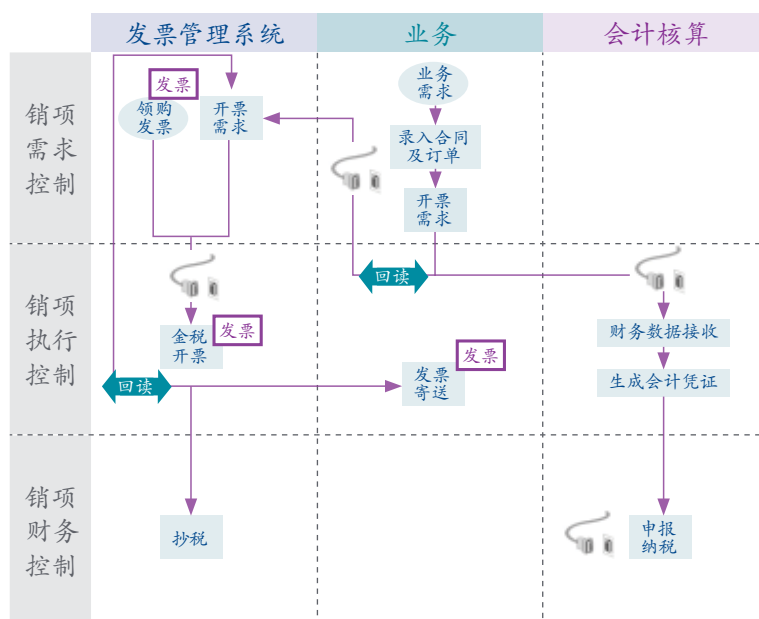 发票管理系统
业务
会计核算
销项
需求
控制
发票
领购
发票
开票
需求
业务
需求
录入合同
及订单
开票
需求
销项
执行
控制
回读
金税
开票
发票
财务数据接收
回读
发票
寄送
发票
生成会计凭证
销项
财务
控制
抄税
申报
纳税